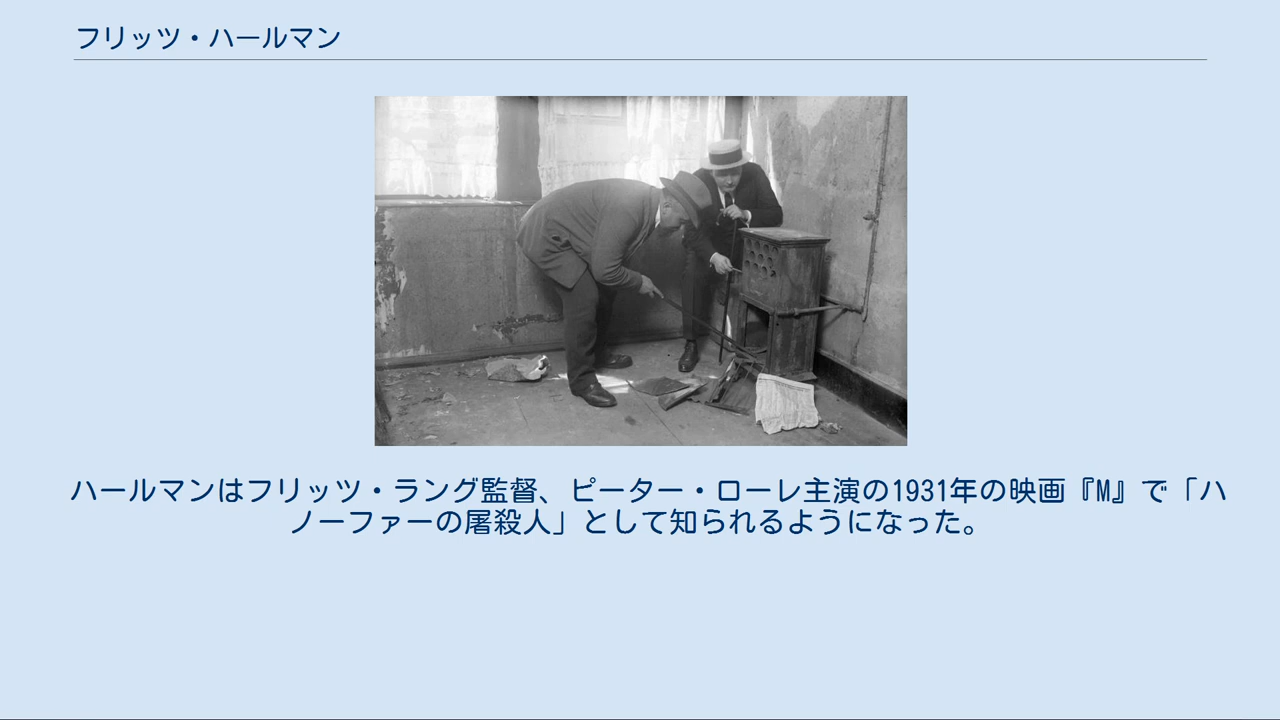 フリッツ・ハールマン
ハールマンはフリッツ・ラング監督、ピーター・ローレ主演の1931年の映画『M』で「ハ
ノーファーの屠殺人」として知られるようになった。